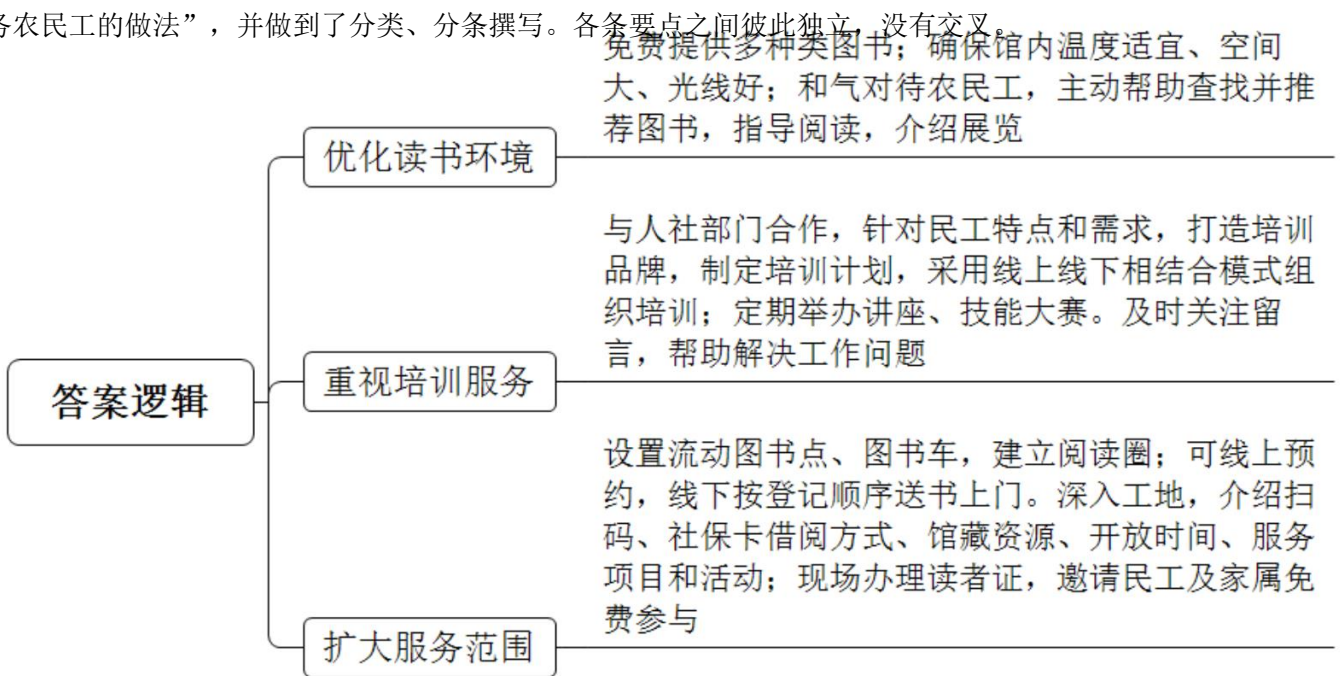 务农民工的做法”，并做到了分类、分条撰写。各条要点之间彼此独立，没有交叉。
免费提供多种类图书；确保馆内温度适宜、空间
大、光线好；和气对待农民工，主动帮助查找并推
荐图书，指导阅读，介绍展览
优化读书环境
与人社部门合作，针对民工特点和需求，打造培训
品牌，制定培训计划，采用线上线下相结合模式组
织培训；定期举办讲座、技能大赛。及时关注留
言，帮助解决工作问题
重视培训服务
答案逻辑
设置流动图书点、图书车，建立阅读圈；可线上预
约，线下按登记顺序送书上门。深入工地，介绍扫
码、社保卡借阅方式、馆藏资源、开放时间、服务
项目和活动；现场办理读者证，邀请民工及家属免
费参与
扩大服务范围